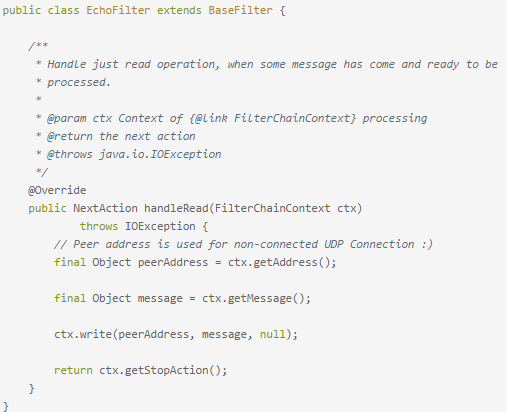 public class EchoFilter extends BaseFilter {
/**
* Handle just read operation, when some message has come and ready to be
* processed.
*
* @param ctx Context of {@link FilterChainContext} processing
* @return the next action
* @throws java.io.IOException
*/
@Override
public NextAction handleRead(FilterChainContext ctx)
throws IOException {
// Peer address is used for non-connected UDP Connection :)
final Object peerAddress = ctx.getAddress();
final Object message = ctx.getMessage();
ctx.write(peerAddress, message, null);
return ctx.getStopAction();
}
}